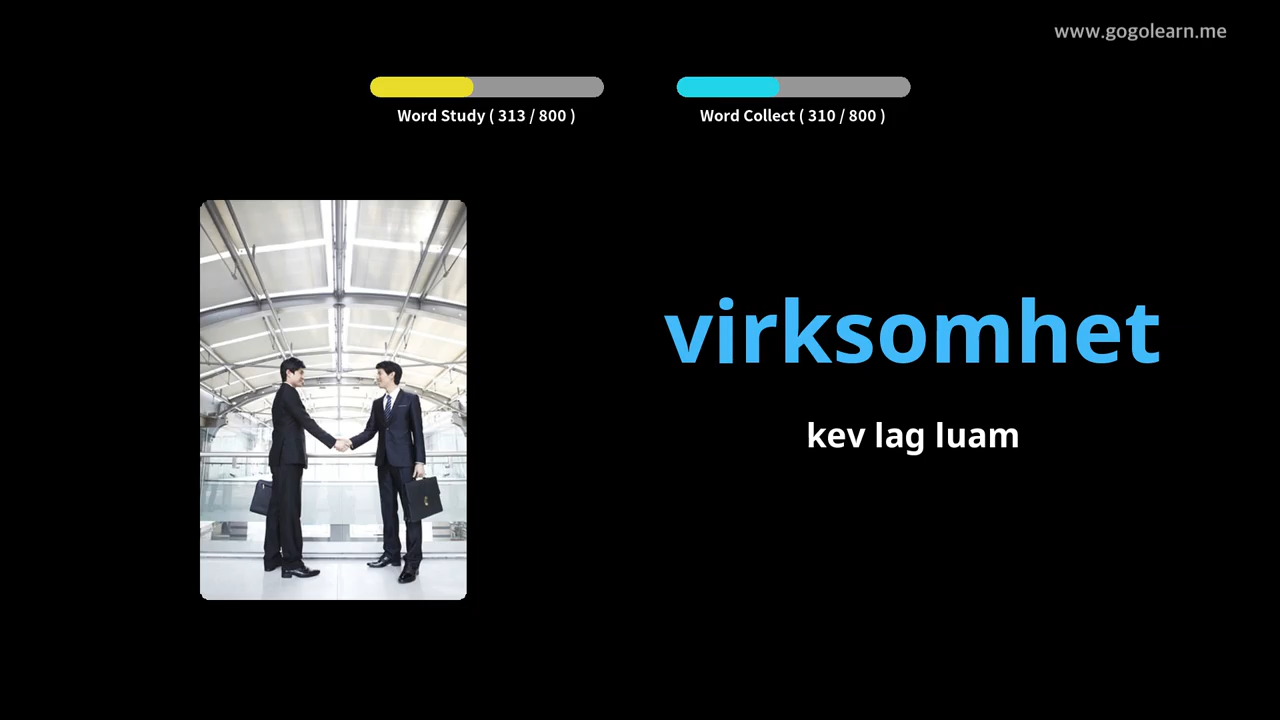 www.gogolearn.me
Word Study ( 313 / 800 )
Word Collect ( 310 / 800 )
virksomhet
kev lag luam